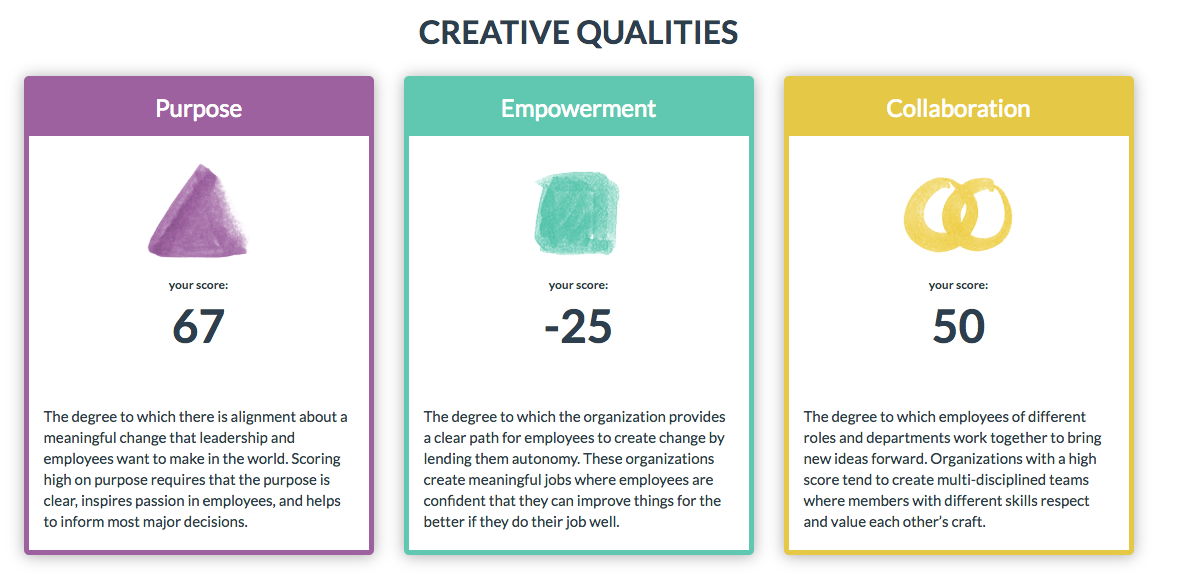 CREATIVE QUALITIES
Purpose
your score:
67
The degree to which there is alignment about a
meaningful change that leadership and
employees want to make in the world. Scoring
high on purpose requires that the purpose is
clear, inspires passion in employees, and helps
to inform most major decisions.
Empowerment
your score:
-25
The degree to which the organization provides
a clear path for employees to create change by
lending them autonomy. These organizations
create meaningful jobs where employees are
confident that they can improve things for the
better if they do their job well.
Collaboration
your score:
50
The degree to which employees of different
roles and departments work together to bring
new ideas forward. Organizations with a high
score tend to create multi-disciplined teams
where members with different skills respect
and value each other’s craft.